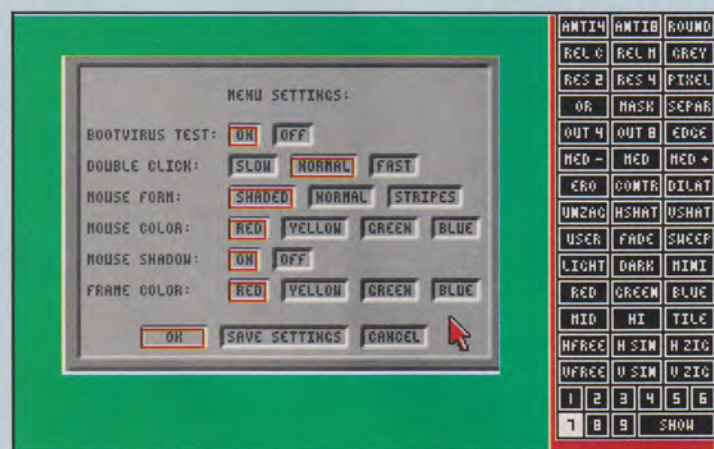 MENU SETTINGS:
BOOTVIRUS TEST: ON OFF
DOUBLE CLICK: SLOW NORMAL FAST
MOUSE FORM: SHADED NORMAL STRIPES
MOUSE COLOR: RED YELLOW GREEN BLUE
MOUSE SHADOW: ON OFF
FRAME COLOR: RED YELLOW GREEN BLUE
OK SAVE SETTINGS CANCEL
ANTI4 ANTI8 ROUND
REL C REL M GREY
RES 2 RES 4 PIXEL
OR MASK SEPAR
OUT 4 OUT 8 EDGE
MED - MED MED +
ERO CONTR DILAT
UNZAG HSHAT VSHAT
USER FADE SWEEP
LIGHT DARK MINI
RED GREEN BLUE
MID HI TILE
HFREE H SIN H ZIG
VFREE V SIN V ZIG
1 2 3 4 5 6
7 8 9 SHOW